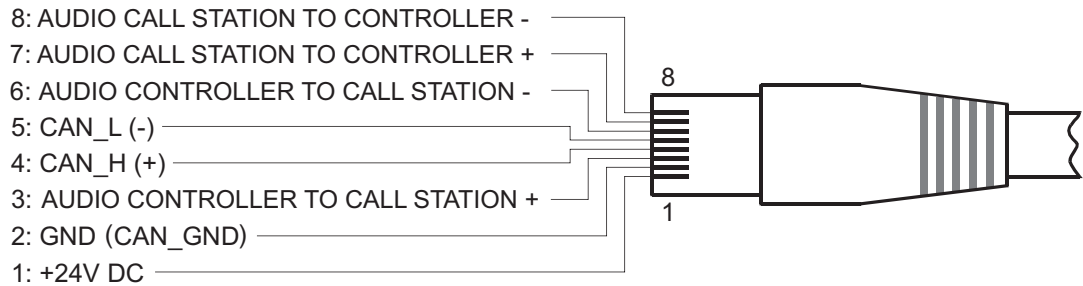 8: AUDIO CALL STATION TO CONTROLLER -
7: AUDIO CALL STATION TO CONTROLLER +
6: AUDIO CONTROLLER TO CALL STATION -
5: CAN_L (-)
4: CAN_H (+)
3: AUDIO CONTROLLER TO CALL STATION +
2: GND (CAN_GND)
1: +24V DC
8
1